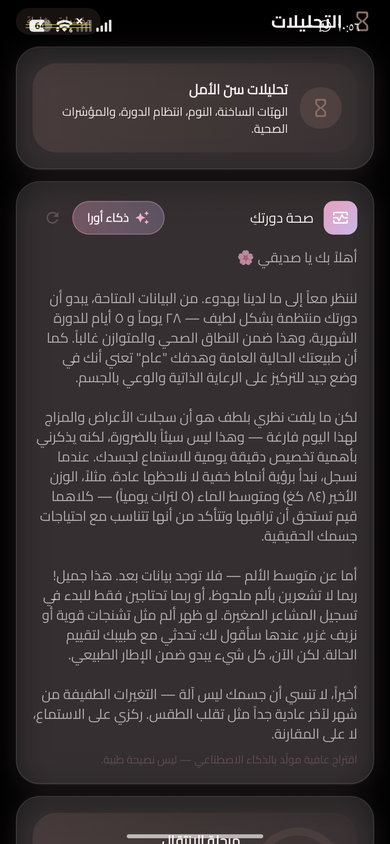 التحليلات
١٠:٥٦
64
تحليلات سنّ الأمل
الهبّات الساخنة، النوم، انتظام الدورة، والمؤشرات
الصحية.
صحة دورتكِ
ذكاء أورا
أهلاً بك يا صديقي 🌸
لننظر معاً إلى ما لدينا بهدوء. من البيانات المتاحة، يبدو أن
دورتك منتظمة بشكل لطيف — ٢٨ يوماً و ٥ أيام للدورة
الشهرية، وهذا ضمن النطاق الصحي والمتوازن غالباً. كما
أن طبيعتك الحالية العامة وهدفك "عام" تعني أنك في
وضع جيد للتركيز على الرعاية الذاتية والوعي بالجسم.
لكن ما يلفت نظري بلطف هو أن سجلات الأعراض والمزاج
لهذا اليوم فارغة — وهذا ليس سيئاً بالضرورة، لكنه يذكرني
بأهمية تخصيص دقيقة يومية للاستماع لجسدك. عندما
نسجل، نبدأ برؤية أنماط خفية لا نلاحظها عادة. مثلاً، الوزن
الأخير (٨٤ كغ) ومتوسط الماء (٥ لترات يومياً) — كلاهما
قيم تستحق أن تراقبها وتتأكد من أنها تتناسب مع احتياجات
جسمك الحقيقية.
أما عن متوسط الألم — فلا توجد بيانات بعد. هذا جميل!
ربما لا تشعرين بألم ملحوظ، أو ربما تحتاجين فقط للبدء في
تسجيل المشاعر الصغيرة. لو ظهر ألم مثل تشنجات قوية أو
نزيف غزير، عندها سأقول لك: تحدثي مع طبيبك لتقييم
الحالة. لكن الآن، كل شيء يبدو ضمن الإطار الطبيعي.
أخيراً، لا تنسي أن جسمك ليس آلة — التغيرات الطفيفة من
شهر لآخر عادية جداً مثل تقلب الطقس. ركزي على الاستماع،
لا على المقارنة.
اقتراح عافية مولّد بالذكاء الاصطناعي — ليس نصيحة طبية.
مرحلة الانتقال